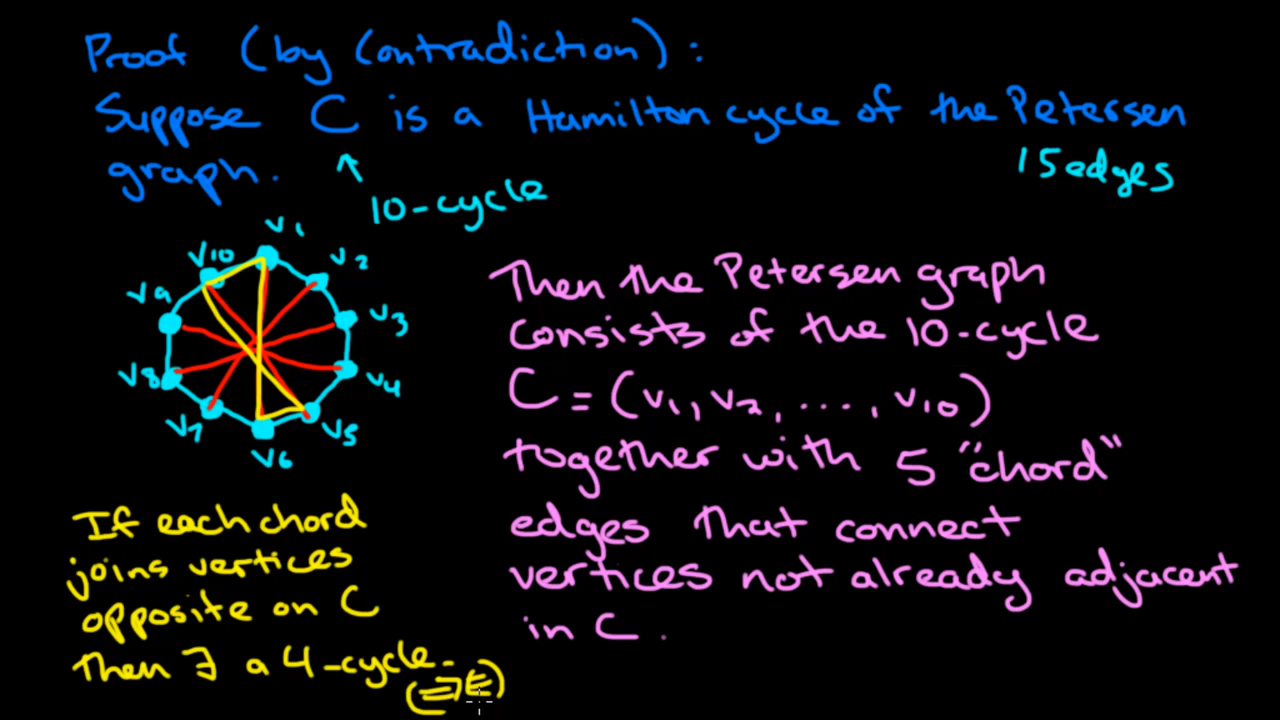 Proof (by Contradiction):
Suppose C is a Hamilton cycle of the Petersen
graph.
↑
10-cycle
15 edges
V1
V2
V3
V4
V5
V6
V7
V8
V9
V10
Then the Petersen graph
consists of the 10-cycle
C = (v1, v2, ..., v10)
together with 5 "chord"
edges that connect
vertices not already adjacent
in C.
If each chord
joins vertices
opposite on C
then ∃ a 4-cycle.
(⇒⇐)